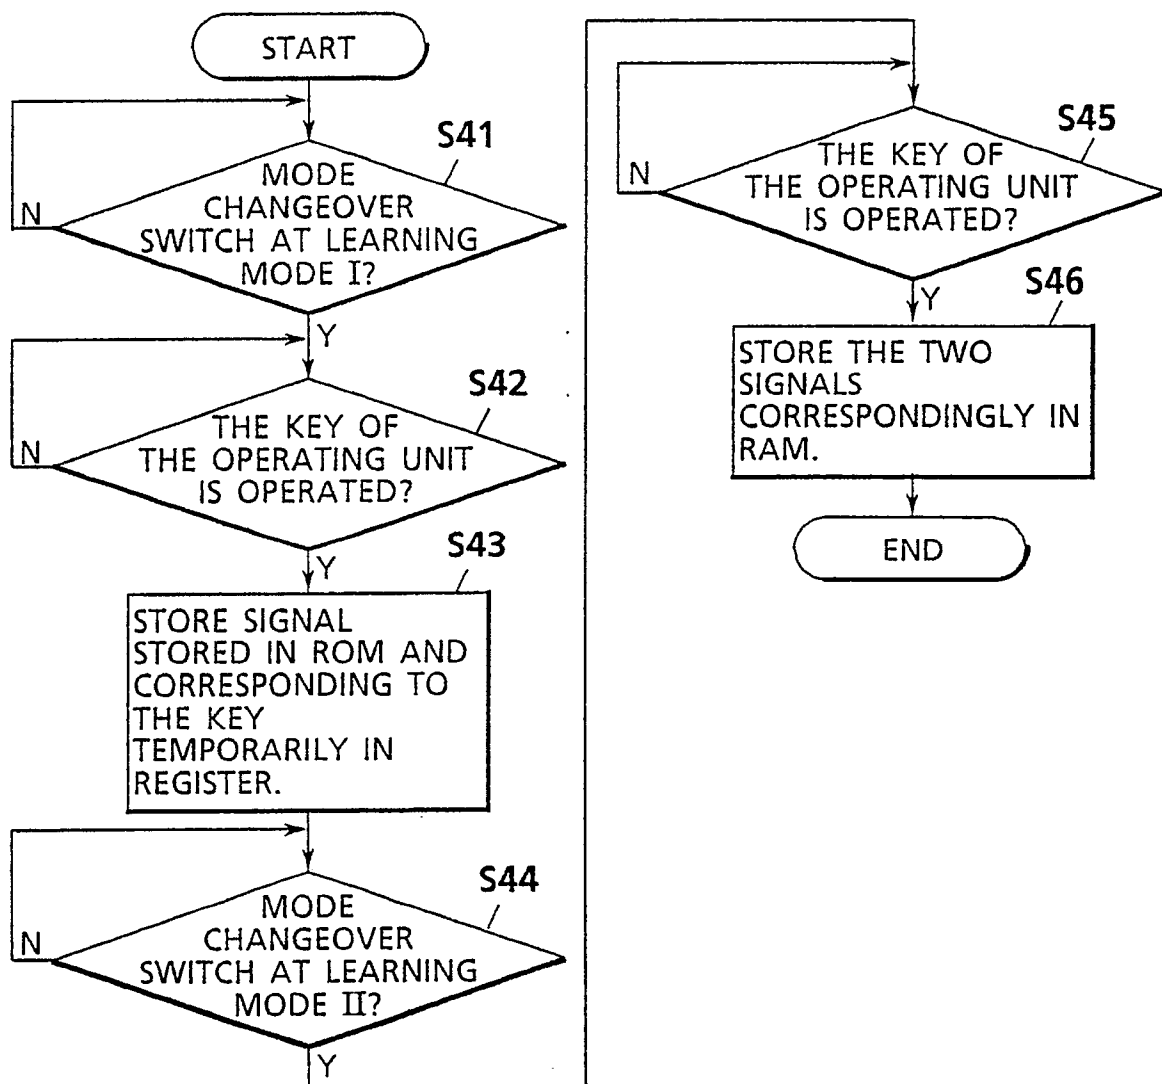 START
S41
MODE
CHANGEOVER
SWITCH AT LEARNING
MODE I?
N
Y
S42
THE KEY OF
THE OPERATING UNIT
IS OPERATED?
N
Y
S43
STORE SIGNAL
STORED IN ROM AND
CORRESPONDING TO
THE KEY
TEMPORARILY IN
REGISTER.
S44
MODE
CHANGEOVER
SWITCH AT LEARNING
MODE II?
N
Y
S45
THE KEY OF
THE OPERATING UNIT
IS OPERATED?
N
Y
S46
STORE THE TWO
SIGNALS
CORRESPONDINGLY IN
RAM.
END